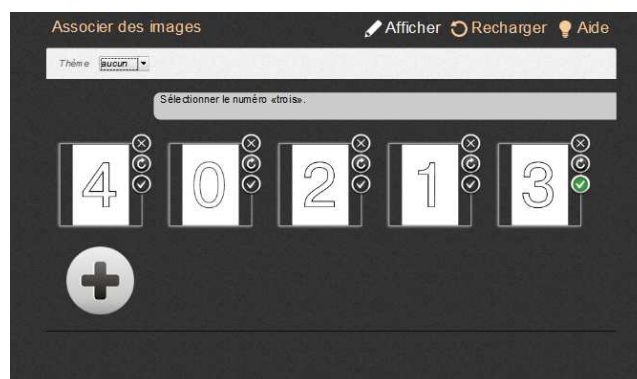 Associer des images
Afficher Recharger Aide
Thème aucun
Sélectionner le numéro «trois».
4 0 2 1 3